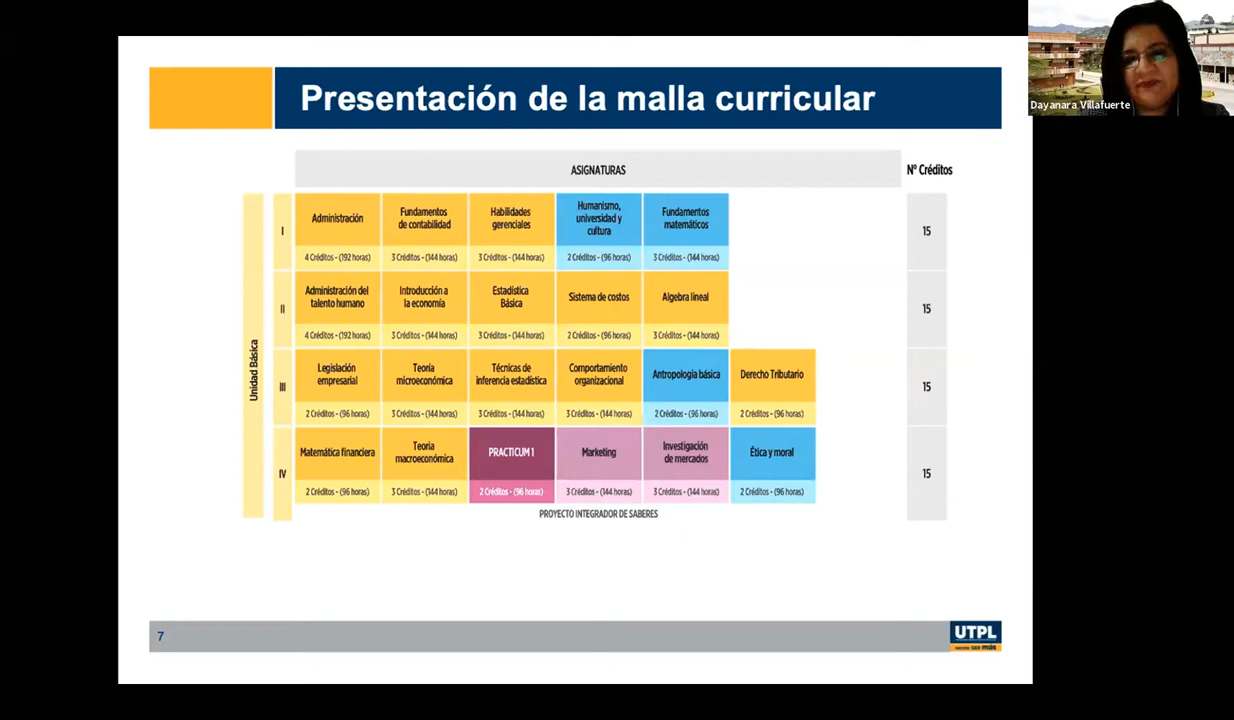 Presentación de la malla curricular
Dayanara Villafuerte
ASIGNATURAS
Nº Créditos
Unidad Básica
I
Administración
4 Créditos - (192 horas)
Fundamentos
de contabilidad
3 Créditos - (144 horas)
Habilidades
gerenciales
3 Créditos - (144 horas)
Humanismo,
universidad y
cultura
2 Créditos - (96 horas)
Fundamentos
matemáticos
3 Créditos - (144 horas)
15
II
Administración del
talento humano
4 Créditos - (192 horas)
Introducción a
la economía
3 Créditos - (144 horas)
Estadística
Básica
3 Créditos - (144 horas)
Sistema de costos
2 Créditos - (96 horas)
Algebra lineal
3 Créditos - (144 horas)
15
III
Legislación
empresarial
2 Créditos - (96 horas)
Teoría
microeconómica
3 Créditos - (144 horas)
Técnicas de
inferencia estadística
3 Créditos - (144 horas)
Comportamiento
organizacional
3 Créditos - (144 horas)
Antropología básica
2 Créditos - (96 horas)
Derecho Tributario
2 Créditos - (96 horas)
15
IV
Matemática financiera
2 Créditos - (96 horas)
Teoria
macroeconómica
3 Créditos - (144 horas)
PRACTICUM 1
2 Créditos - (96 horas)
Marketing
3 Créditos - (144 horas)
Investigación
de mercados
3 Créditos - (144 horas)
Ética y moral
2 Créditos - (96 horas)
15
PROYECTO INTEGRADOR DE SABERES
7
UTPL
SER más